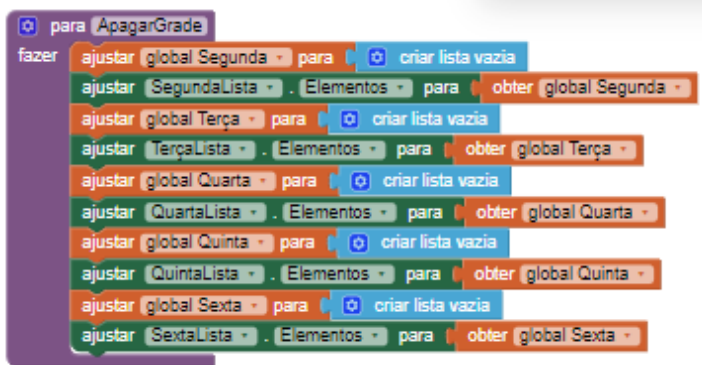 para ApagarGrade
fazer ajustar global Segunda para criar lista vazia
ajustar SegundaLista . Elementos para obter global Segunda
ajustar global Terça para criar lista vazia
ajustar TerçaLista . Elementos para obter global Terça
ajustar global Quarta para criar lista vazia
ajustar QuartaLista . Elementos para obter global Quarta
ajustar global Quinta para criar lista vazia
ajustar QuintaLista . Elementos para obter global Quinta
ajustar global Sexta para criar lista vazia
ajustar SextaLista . Elementos para obter global Sexta